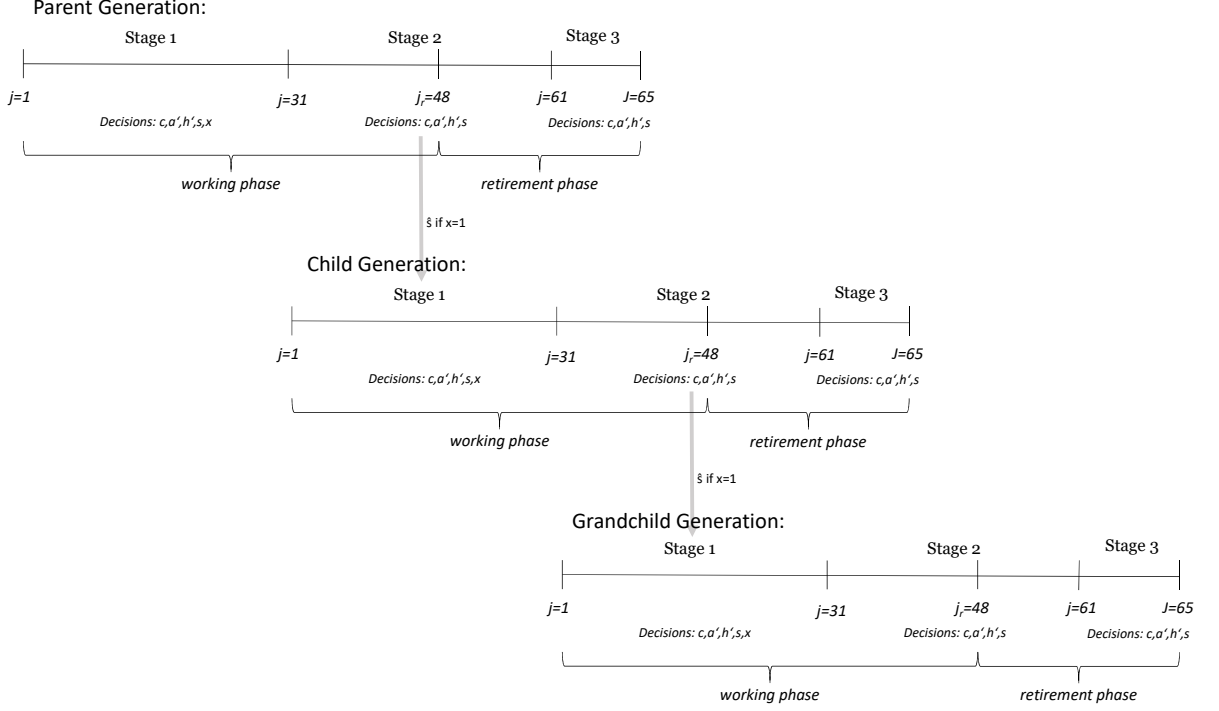 Parent Generation:
Stage 1 Stage 2 Stage 3
j=1 j=31 jᵣ=48 j=61 J=65
Decisions: c,a‘,h‘,s,x Decisions: c,a‘,h‘,s Decisions: c,a‘,h‘,s
working phase retirement phase
ŝ if x=1
Child Generation:
Stage 1 Stage 2 Stage 3
j=1 j=31 jᵣ=48 j=61 J=65
Decisions: c,a‘,h‘,s,x Decisions: c,a‘,h‘,s Decisions: c,a‘,h‘,s
working phase retirement phase
ŝ if x=1
Grandchild Generation:
Stage 1 Stage 2 Stage 3
j=1 j=31 jᵣ=48 j=61 J=65
Decisions: c,a‘,h‘,s,x Decisions: c,a‘,h‘,s Decisions: c,a‘,h‘,s
working phase retirement phase